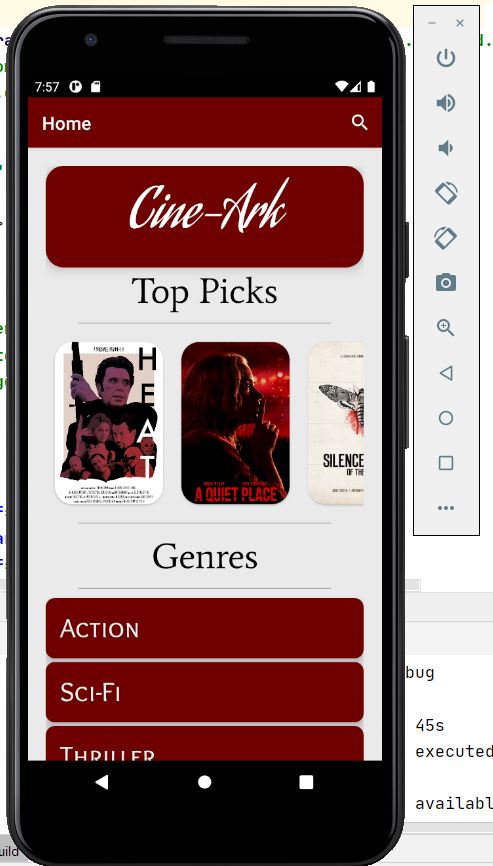 7:57
Home
Cine-Ark
Top Picks
HEAT
A QUIET PLACE
SILENCE
OF THE
Genres
Action
Sci-Fi
Thriller
bug
45s
executed
availabl
uild